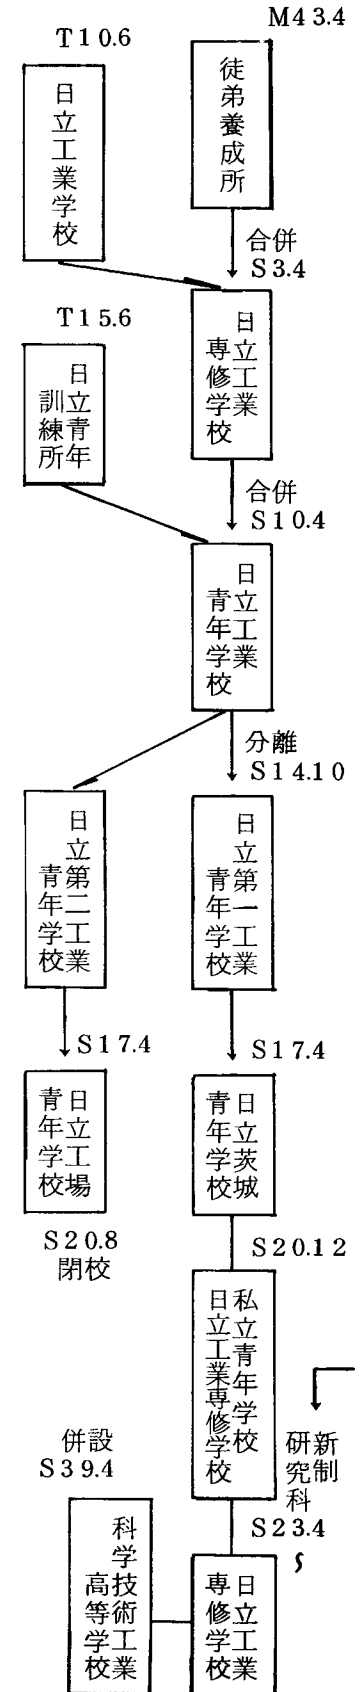 M43.4
徒弟養成所
T10.6
日立工業学校
合併
S3.4
日立工業
専修学校
T15.6
日立青年
訓練所
合併
S10.4
日立工業
青年学校
分離
S14.10
日立第一工業
青年学校
日立第二工業
青年学校
S17.4
日立茨城
青年学校
S17.4
日立工場
青年学校
S20.8
閉校
S20.12
私立青年学校
日立工業専修学校
新制
研究科
S23.4
日立工業
専修学校
併設
S39.4
科学技術工業
高等学校